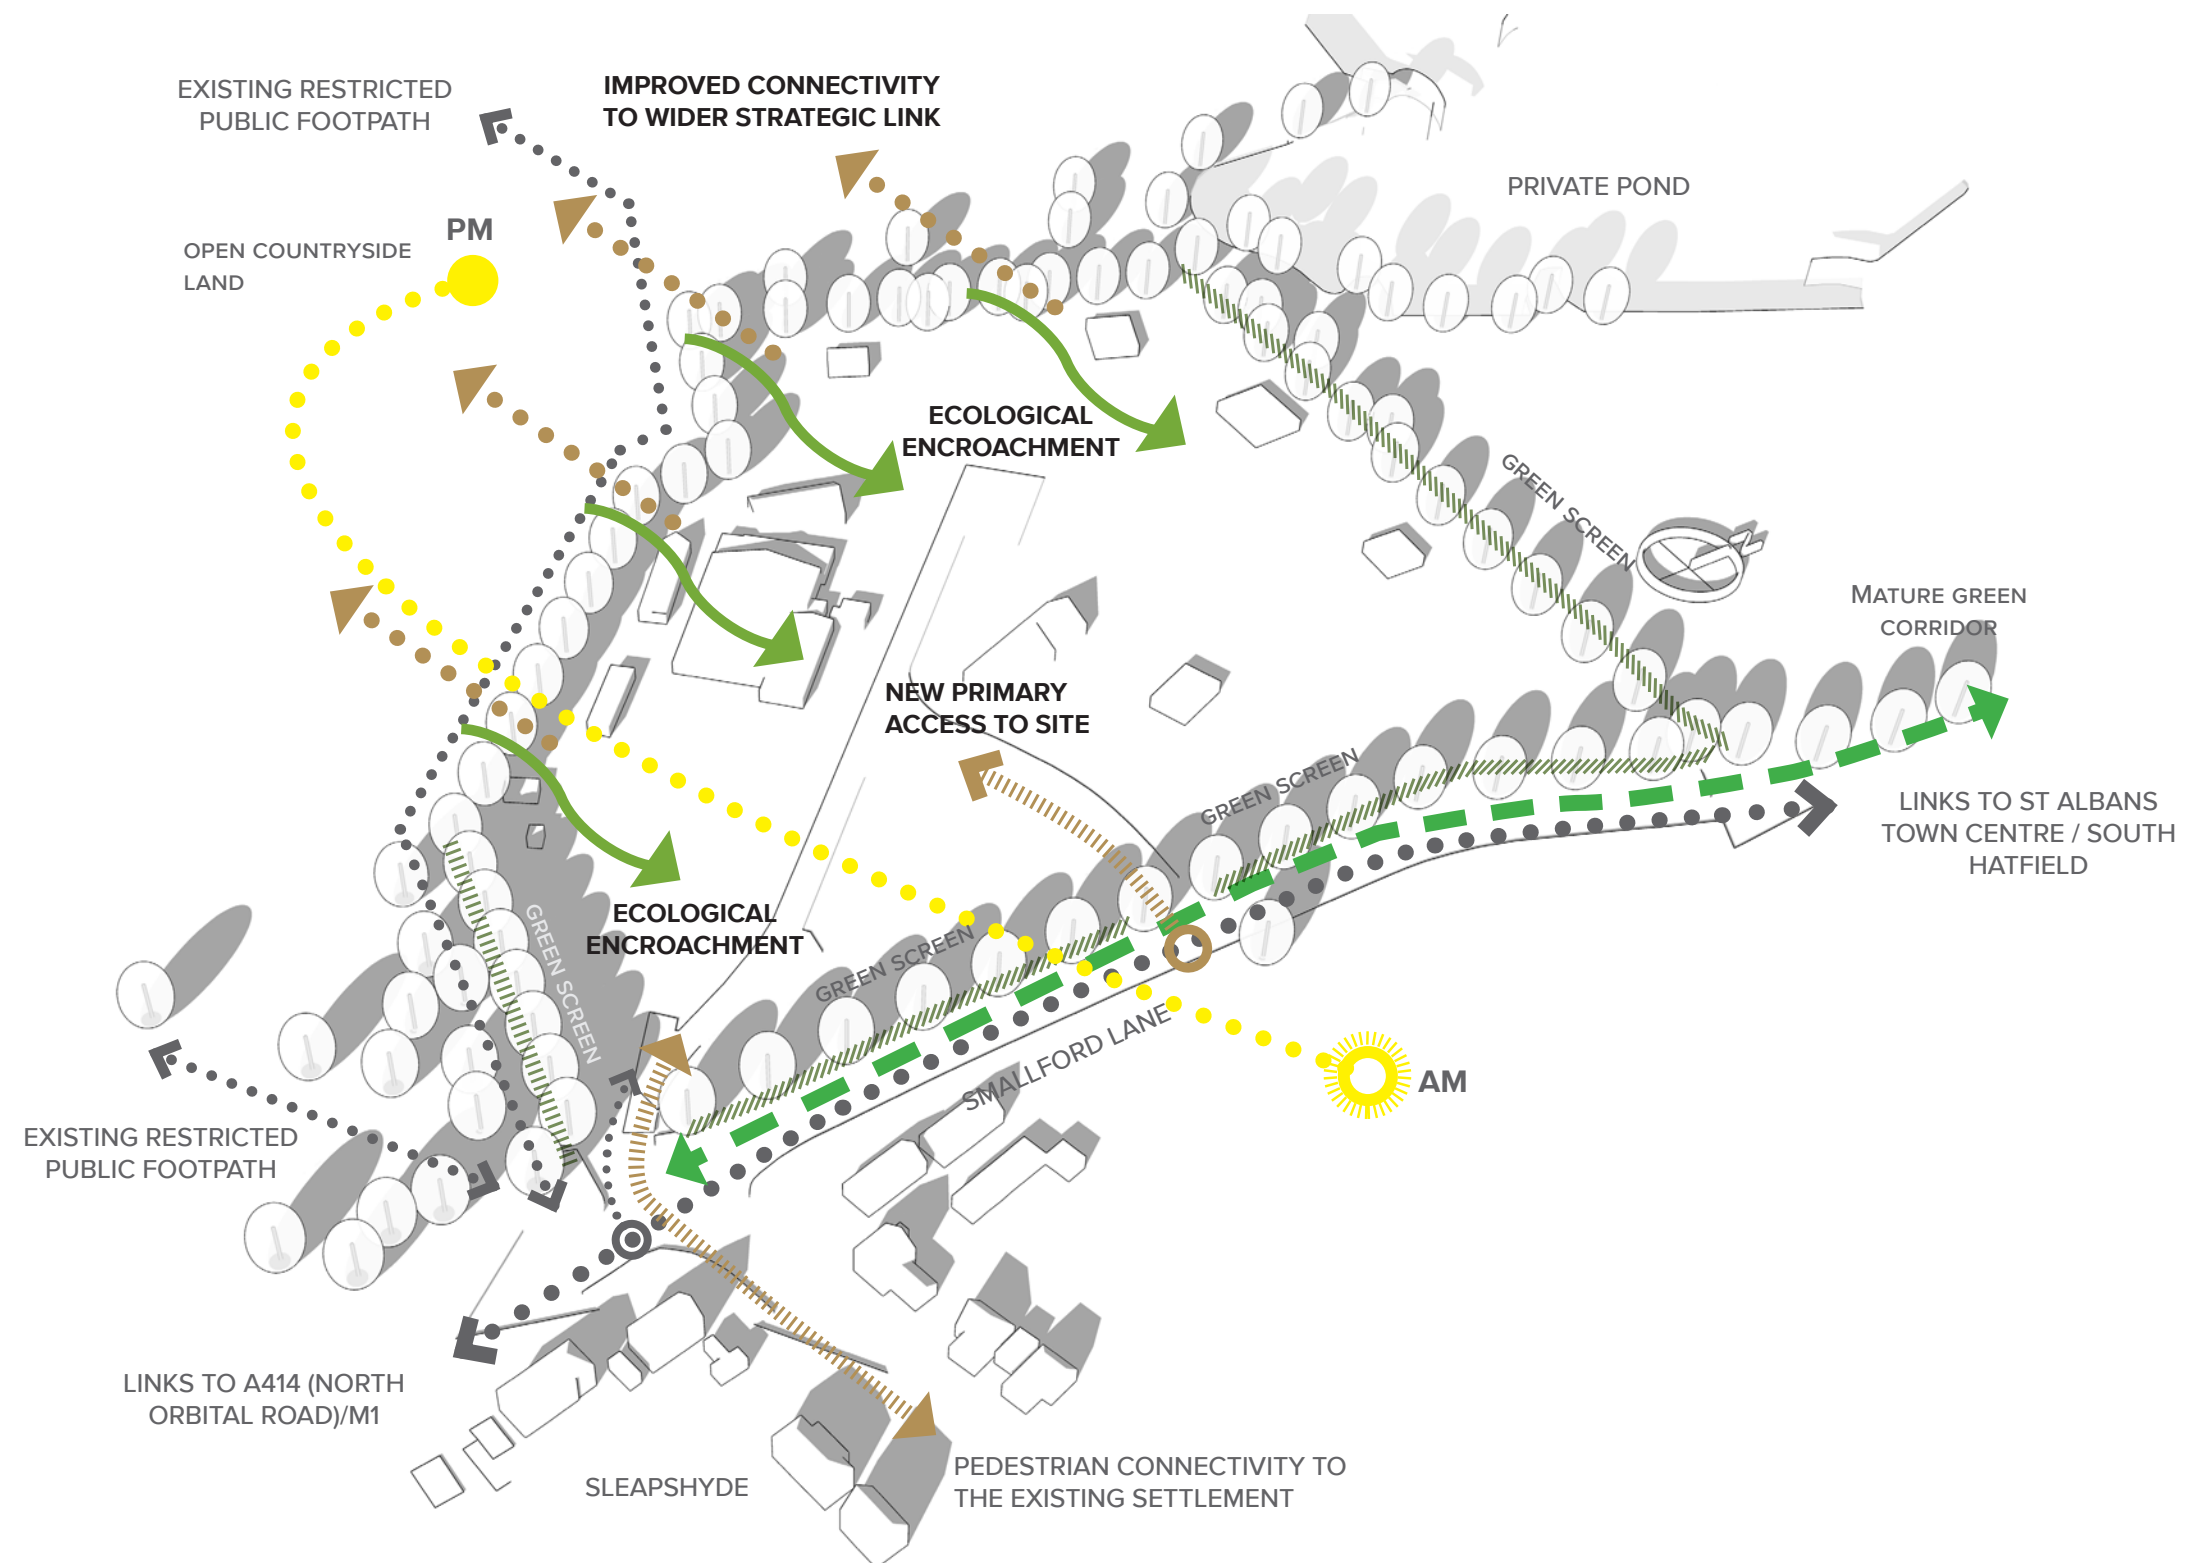 EXISTING RESTRICTED
PUBLIC FOOTPATH
IMPROVED CONNECTIVITY
TO WIDER STRATEGIC LINK
PRIVATE POND
PM
OPEN COUNTRYSIDE
LAND
ECOLOGICAL
ENCROACHMENT
GREEN SCREEN
MATURE GREEN
CORRIDOR
NEW PRIMARY
ACCESS TO SITE
GREEN SCREEN
LINKS TO ST ALBANS
TOWN CENTRE / SOUTH
HATFIELD
ECOLOGICAL
ENCROACHMENT
GREEN SCREEN
GREEN SCREEN
SMALLFORD LANE
AM
EXISTING RESTRICTED
PUBLIC FOOTPATH
LINKS TO A414 (NORTH
ORBITAL ROAD)/M1
SLEAPSHYDE
PEDESTRIAN CONNECTIVITY TO
THE EXISTING SETTLEMENT